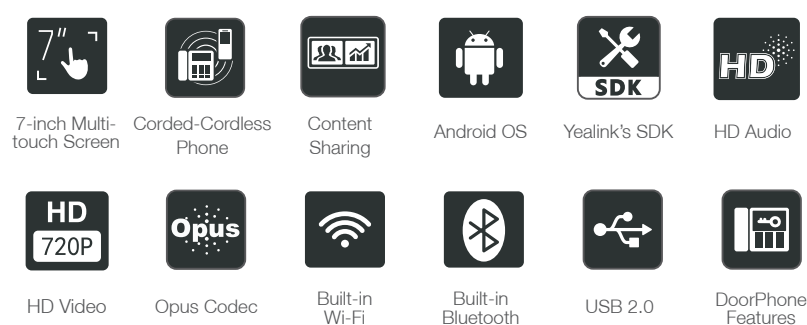 7"
SDK
HD
7-inch Multi-
touch Screen
Corded-Cordless
Phone
Content
Sharing
Android OS
Yealink's SDK
HD Audio
HD
720P
Opus
HD Video
Opus Codec
Built-in
Wi-Fi
Built-in
Bluetooth
USB 2.0
DoorPhone
Features